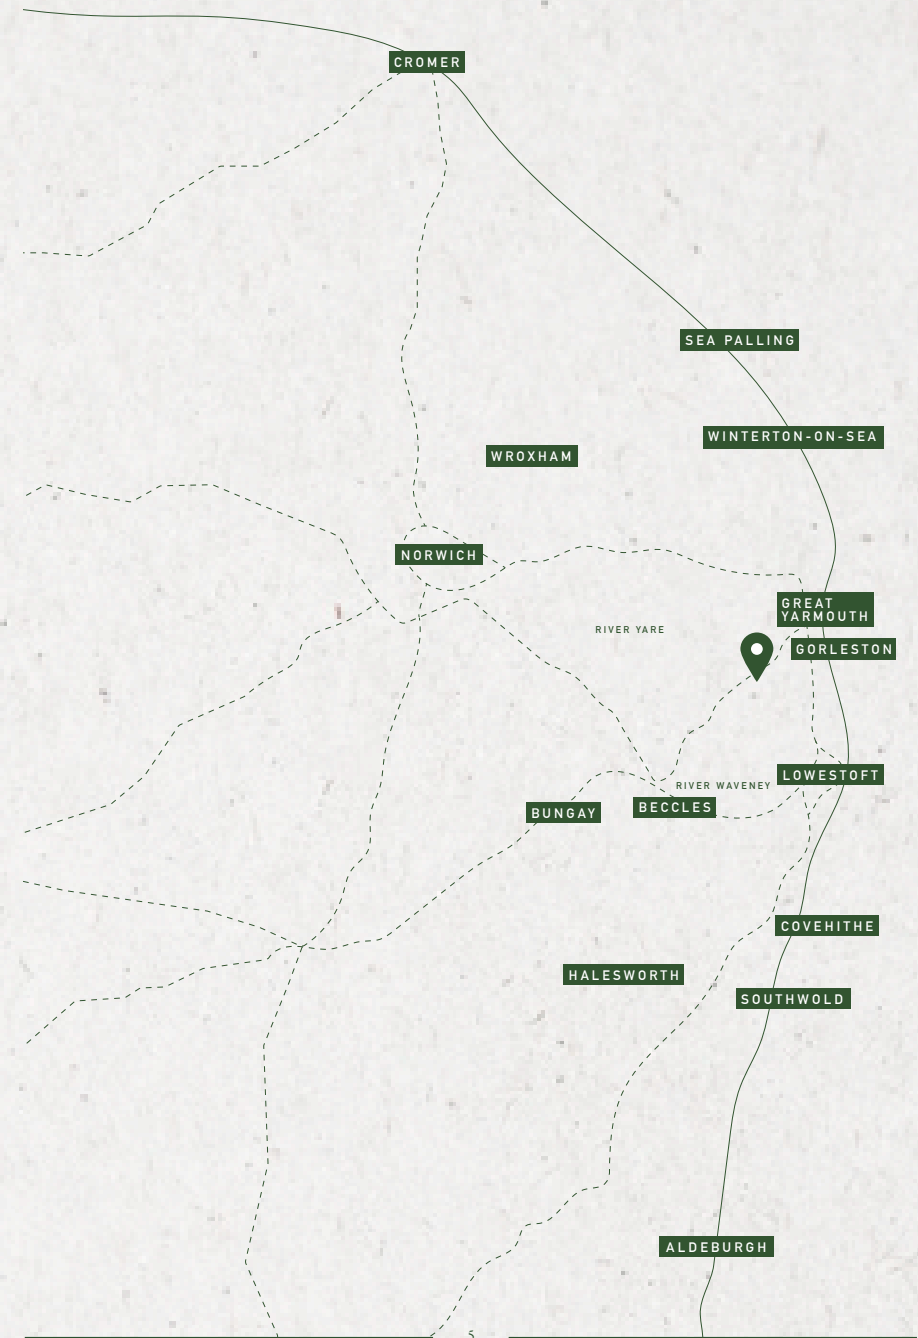 CROMER
SEA PALLING
WINTERTON-ON-SEA
WROXHAM
NORWICH
GREAT
YARMOUTH
RIVER YARE
GORLESTON
LOWESTOFT
RIVER WAVENEY
BECCLES
BUNGAY
COVEHITHE
HALESWORTH
SOUTHWOLD
ALDEBURGH